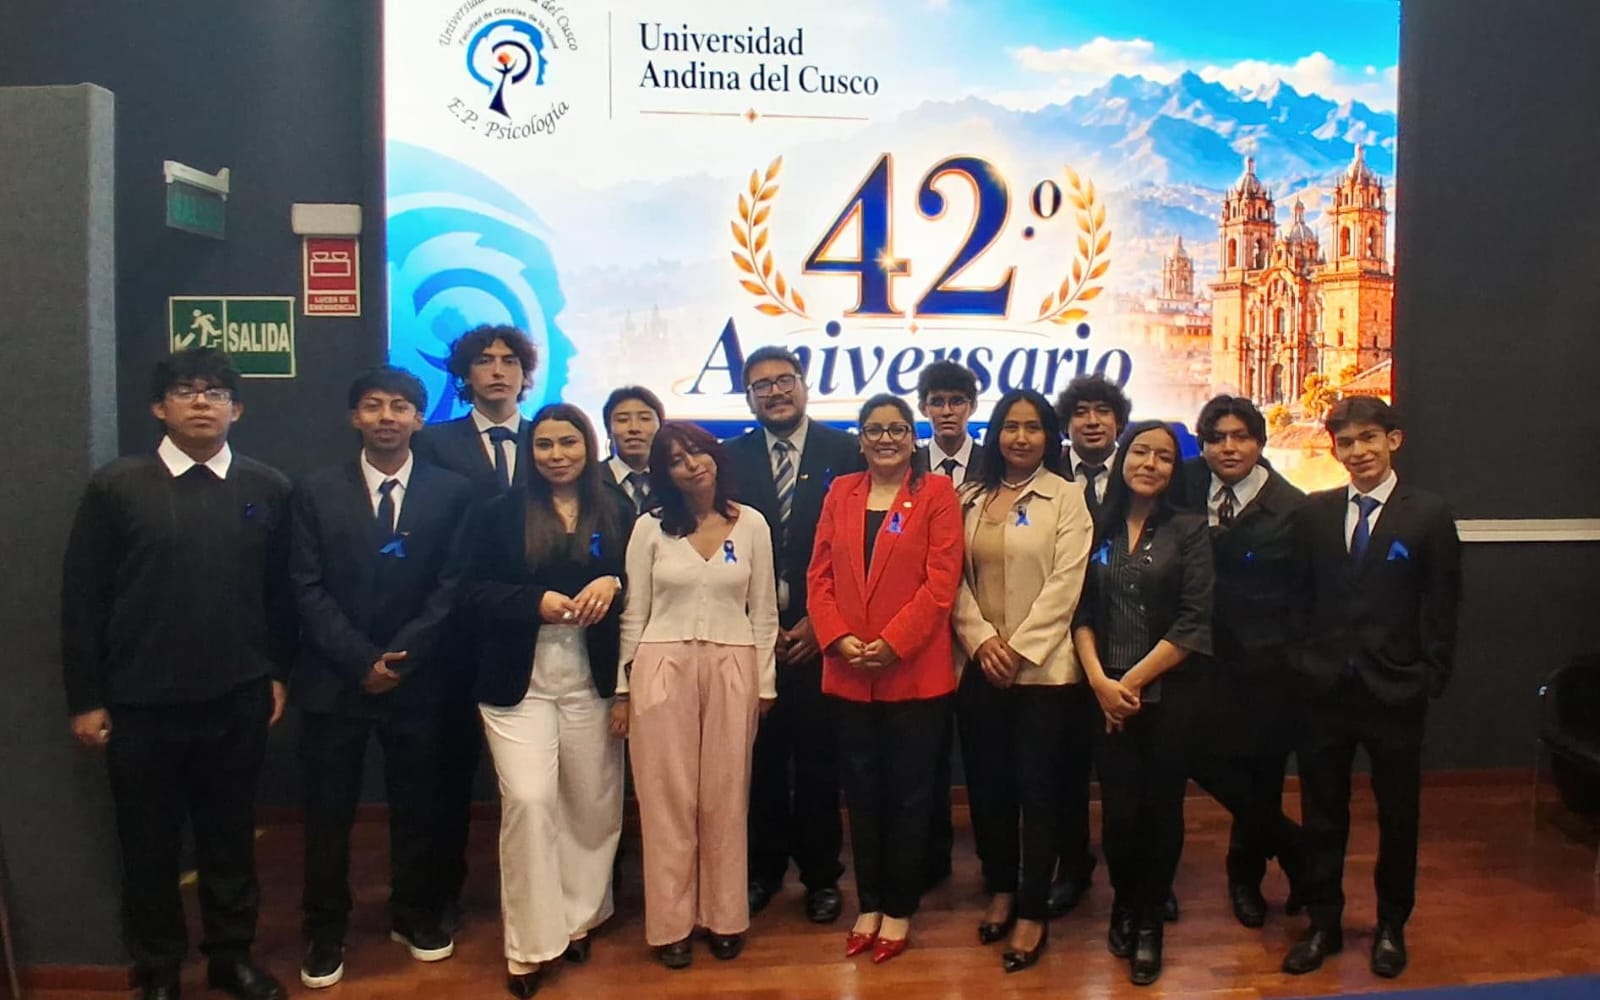 Universidad Andina del Cusco
Facultad de Ciencias de la Salud
E.P. Psicología
Universidad
Andina del Cusco
42.º
Aniversario
LUCES DE
EMERGENCIA
SALIDA